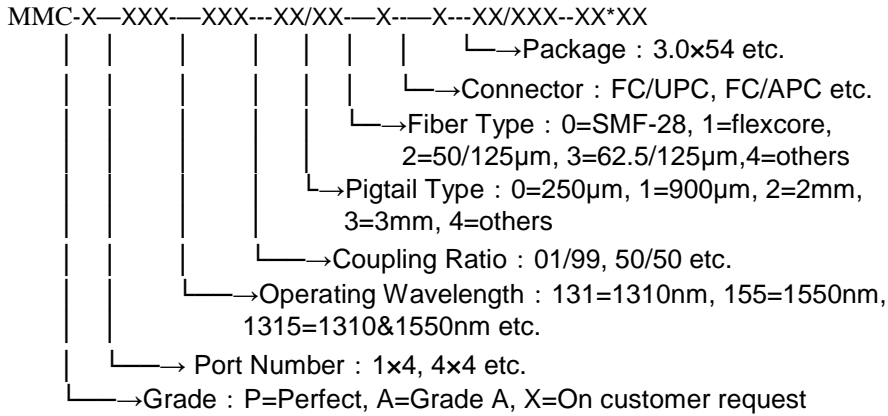 MMC-X—XXX-—XXX---XX/XX-—X--—X---XX/XXX--XX*XX
Package：3.0×54 etc.
Connector：FC/UPC, FC/APC etc.
Fiber Type：0=SMF-28, 1=flexcore,
2=50/125µm, 3=62.5/125µm,4=others
Pigtail Type：0=250µm, 1=900µm, 2=2mm,
3=3mm, 4=others
Coupling Ratio：01/99, 50/50 etc.
Operating Wavelength：131=1310nm, 155=1550nm,
1315=1310&1550nm etc.
Port Number：1×4, 4×4 etc.
Grade：P=Perfect, A=Grade A, X=On customer request